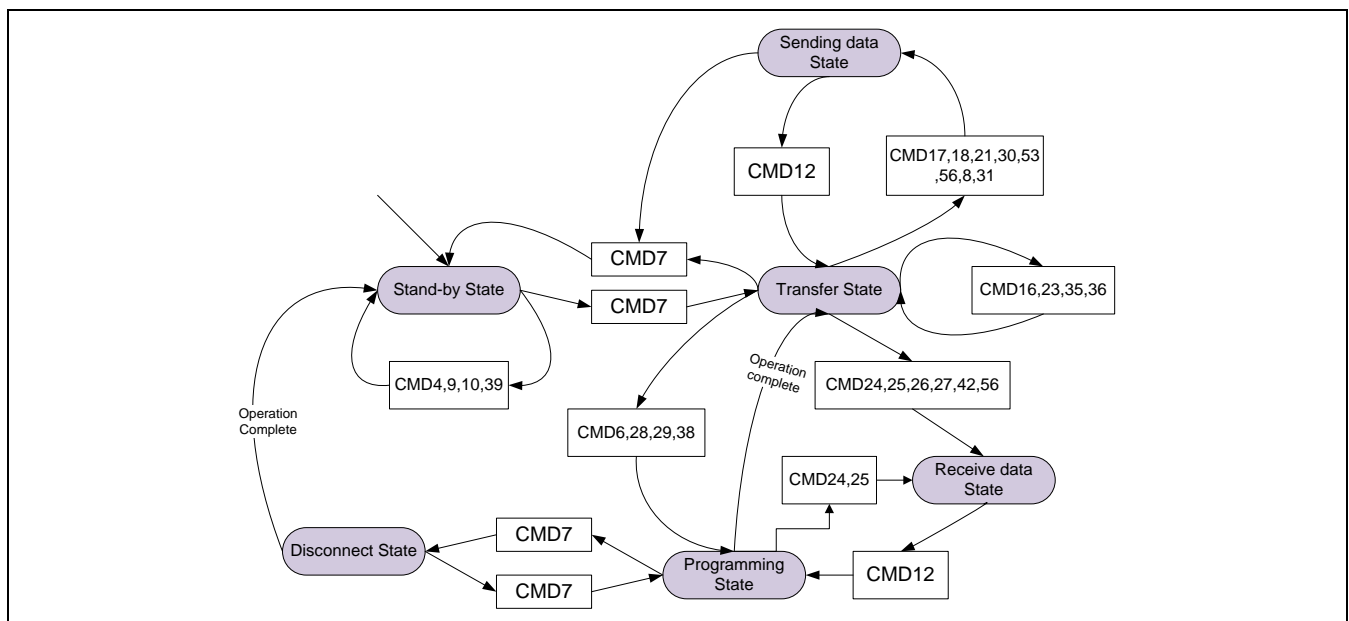 Sending data
State
CMD12
CMD17,18,21,30,53
,56,8,31
CMD7
Stand-by State
CMD7
Transfer State
CMD16,23,35,36
CMD4,9,10,39
Operation
complete
CMD24,25,26,27,42,56
Operation
Complete
CMD6,28,29,38
CMD24,25
Receive data
State
CMD7
Disconnect State
Programming
State
CMD12
CMD7